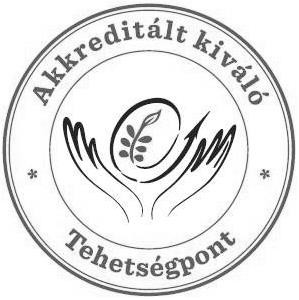 Akkreditált kiváló
* *
Tehetségpont